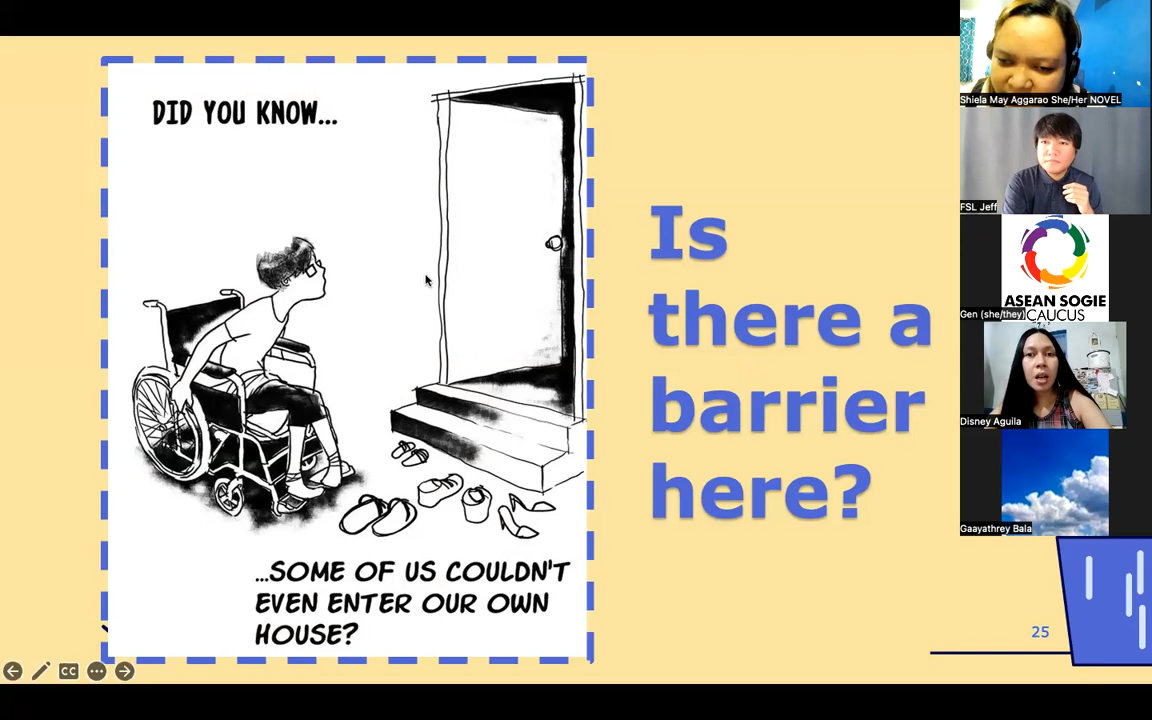 DID YOU KNOW...
...SOME OF US COULDN'T
EVEN ENTER OUR OWN
HOUSE?
Is
there a
barrier
here?
25
CC
Shiela May Aggarao She/Her NOVEL
FSL Jeff
ASEAN SOGIE
CAUCUS
Gen (she/they)
Disney Aguila
Gaayathrey Bala